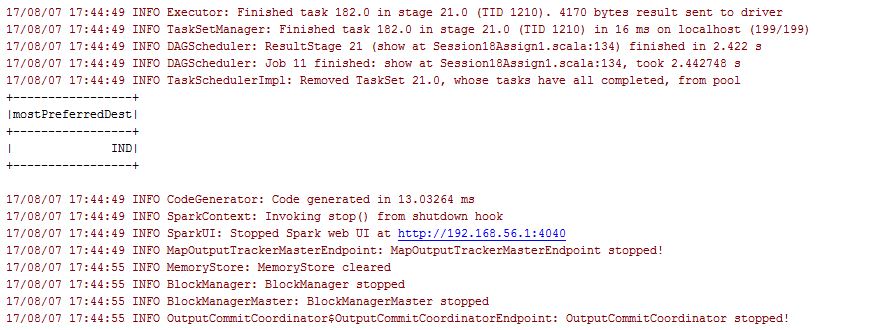 17/08/07 17:44:49 INFO Executor: Finished task 182.0 in stage 21.0 (TID 1210). 4170 bytes result sent to driver
17/08/07 17:44:49 INFO TaskSetManager: Finished task 182.0 in stage 21.0 (TID 1210) in 16 ms on localhost (199/199)
17/08/07 17:44:49 INFO DAGScheduler: ResultStage 21 (show at Session18Assign1.scala:134) finished in 2.422 s
17/08/07 17:44:49 INFO DAGScheduler: Job 11 finished: show at Session18Assign1.scala:134, took 2.442748 s
17/08/07 17:44:49 INFO TaskSchedulerImpl: Removed TaskSet 21.0, whose tasks have all completed, from pool
+-----------------+
|mostPreferredDest|
+-----------------+
|              IND|
+-----------------+
17/08/07 17:44:49 INFO CodeGenerator: Code generated in 13.03264 ms
17/08/07 17:44:49 INFO SparkContext: Invoking stop() from shutdown hook
17/08/07 17:44:49 INFO SparkUI: Stopped Spark web UI at http://192.168.56.1:4040
17/08/07 17:44:49 INFO MapOutputTrackerMasterEndpoint: MapOutputTrackerMasterEndpoint stopped!
17/08/07 17:44:55 INFO MemoryStore: MemoryStore cleared
17/08/07 17:44:55 INFO BlockManager: BlockManager stopped
17/08/07 17:44:55 INFO BlockManagerMaster: BlockManagerMaster stopped
17/08/07 17:44:55 INFO OutputCommitCoordinator$OutputCommitCoordinatorEndpoint: OutputCommitCoordinator stopped!